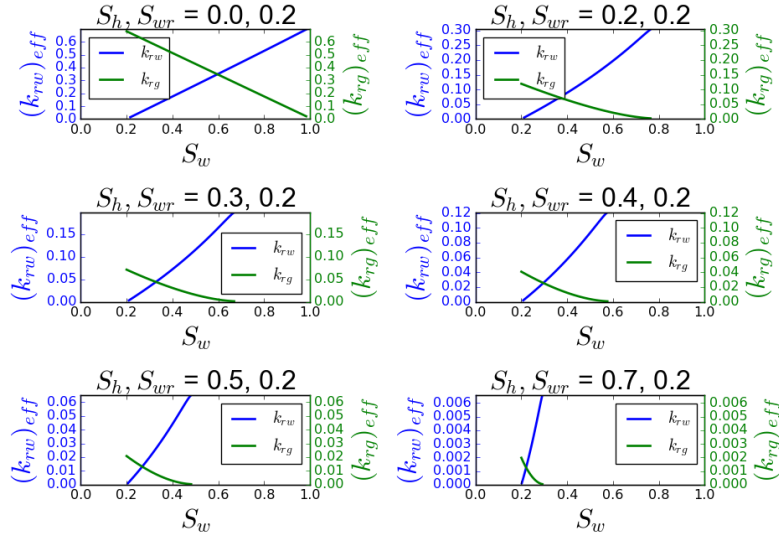 S_h, S_wr = 0.0, 0.2
S_h, S_wr = 0.2, 0.2
(k_rw)_eff
0.6
0.5
0.4
0.3
0.2
0.1
0.0
k_rw
k_rg
0.6
0.5
0.4
0.3
0.2
0.1
0.0
(k_rg)_eff
0.0 0.2 0.4 0.6 0.8 1.0
S_w
(k_rw)_eff
0.30
0.25
0.20
0.15
0.10
0.05
0.00
k_rw
k_rg
0.30
0.25
0.20
0.15
0.10
0.05
0.00
(k_rg)_eff
0.0 0.2 0.4 0.6 0.8 1.0
S_w
S_h, S_wr = 0.3, 0.2
S_h, S_wr = 0.4, 0.2
(k_rw)_eff
0.15
0.10
0.05
0.00
k_rw
k_rg
0.15
0.10
0.05
0.00
(k_rg)_eff
0.0 0.2 0.4 0.6 0.8 1.0
S_w
(k_rw)_eff
0.12
0.10
0.08
0.06
0.04
0.02
0.00
k_rw
k_rg
0.12
0.10
0.08
0.06
0.04
0.02
0.00
(k_rg)_eff
0.0 0.2 0.4 0.6 0.8 1.0
S_w
S_h, S_wr = 0.5, 0.2
S_h, S_wr = 0.7, 0.2
(k_rw)_eff
0.06
0.05
0.04
0.03
0.02
0.01
0.00
k_rw
k_rg
0.06
0.05
0.04
0.03
0.02
0.01
0.00
(k_rg)_eff
0.0 0.2 0.4 0.6 0.8 1.0
S_w
(k_rw)_eff
0.006
0.005
0.004
0.003
0.002
0.001
0.000
k_rw
k_rg
0.006
0.005
0.004
0.003
0.002
0.001
0.000
(k_rg)_eff
0.0 0.2 0.4 0.6 0.8 1.0
S_w